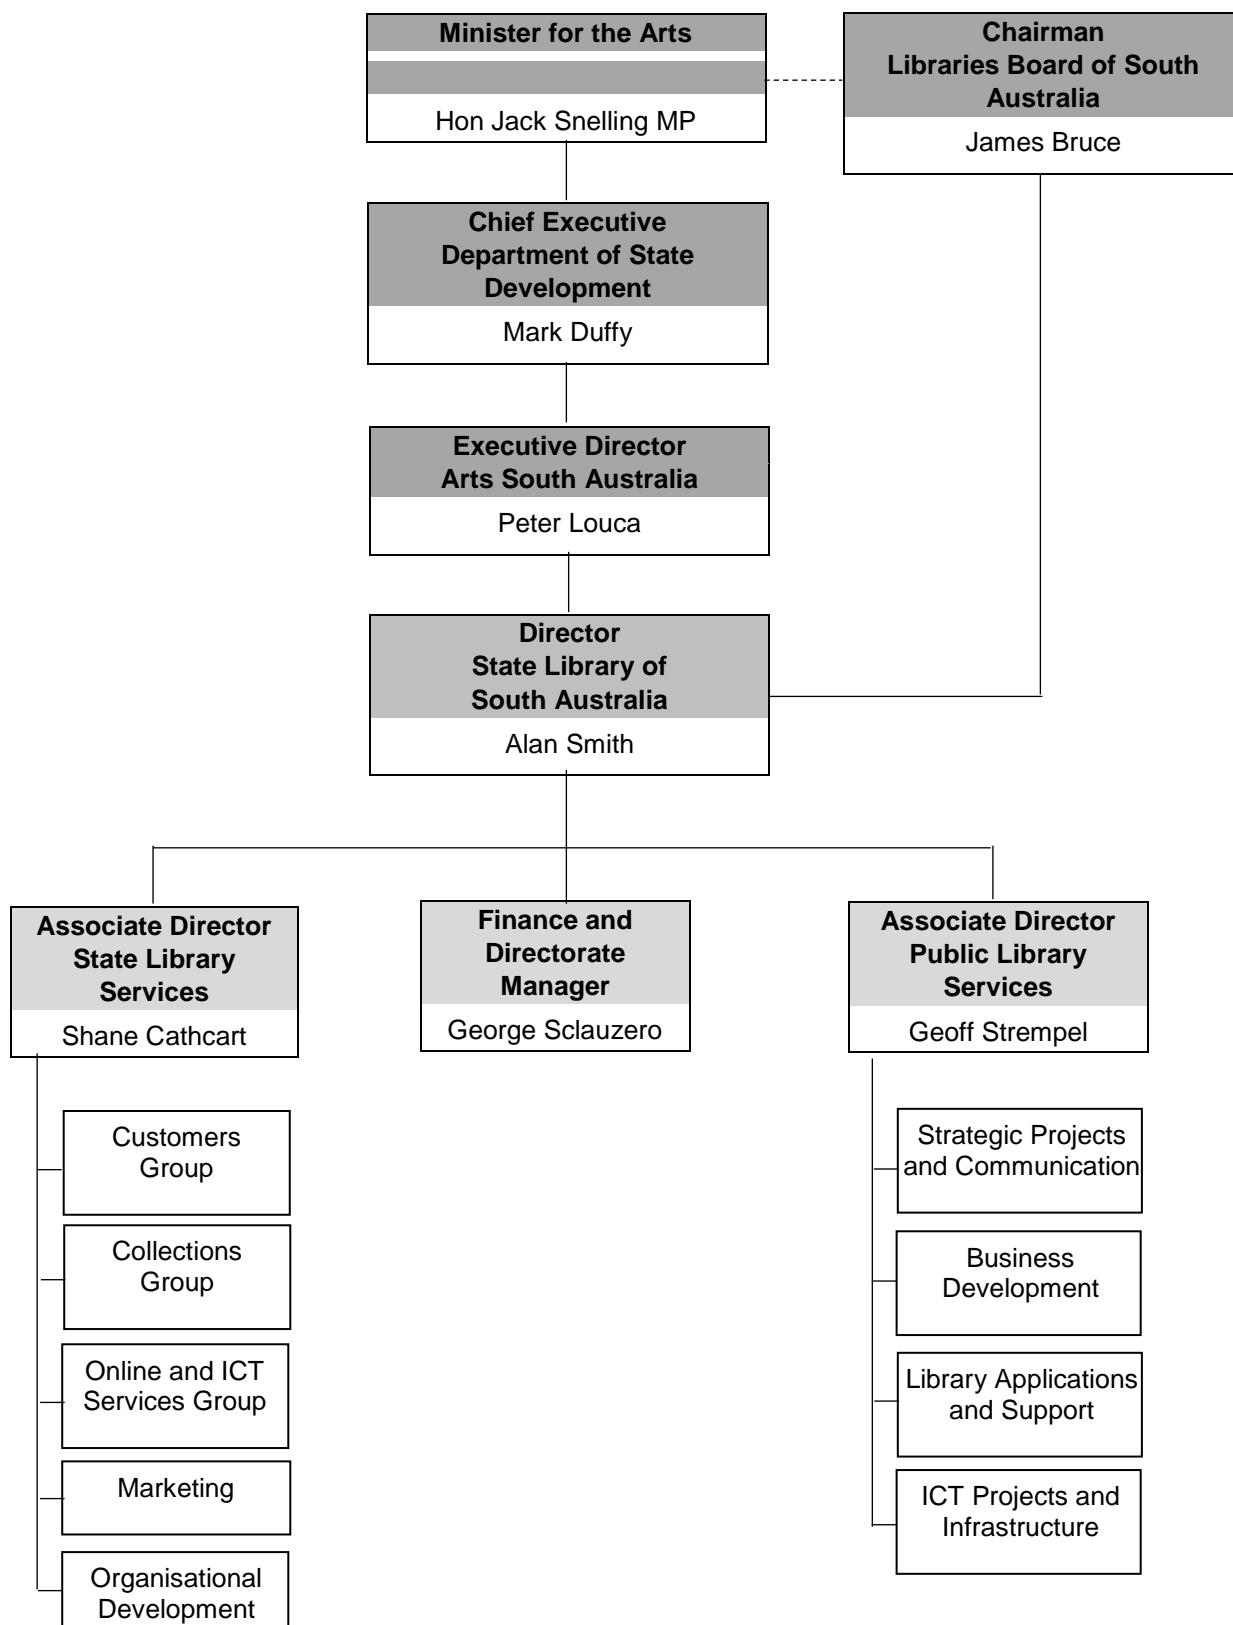 Minister for the Arts
Hon Jack Snelling MP
Chairman
Libraries Board of South
Australia
James Bruce
Chief Executive
Department of State
Development
Mark Duffy
Executive Director
Arts South Australia
Peter Louca
Director
State Library of
South Australia
Alan Smith
Associate Director
State Library
Services
Shane Cathcart
Finance and
Directorate
Manager
George Sclauzero
Associate Director
Public Library
Services
Geoff Strempel
Customers
Group
Collections
Group
Online and ICT
Services Group
Marketing
Organisational
Development
Strategic Projects
and Communication
Business
Development
Library Applications
and Support
ICT Projects and
Infrastructure